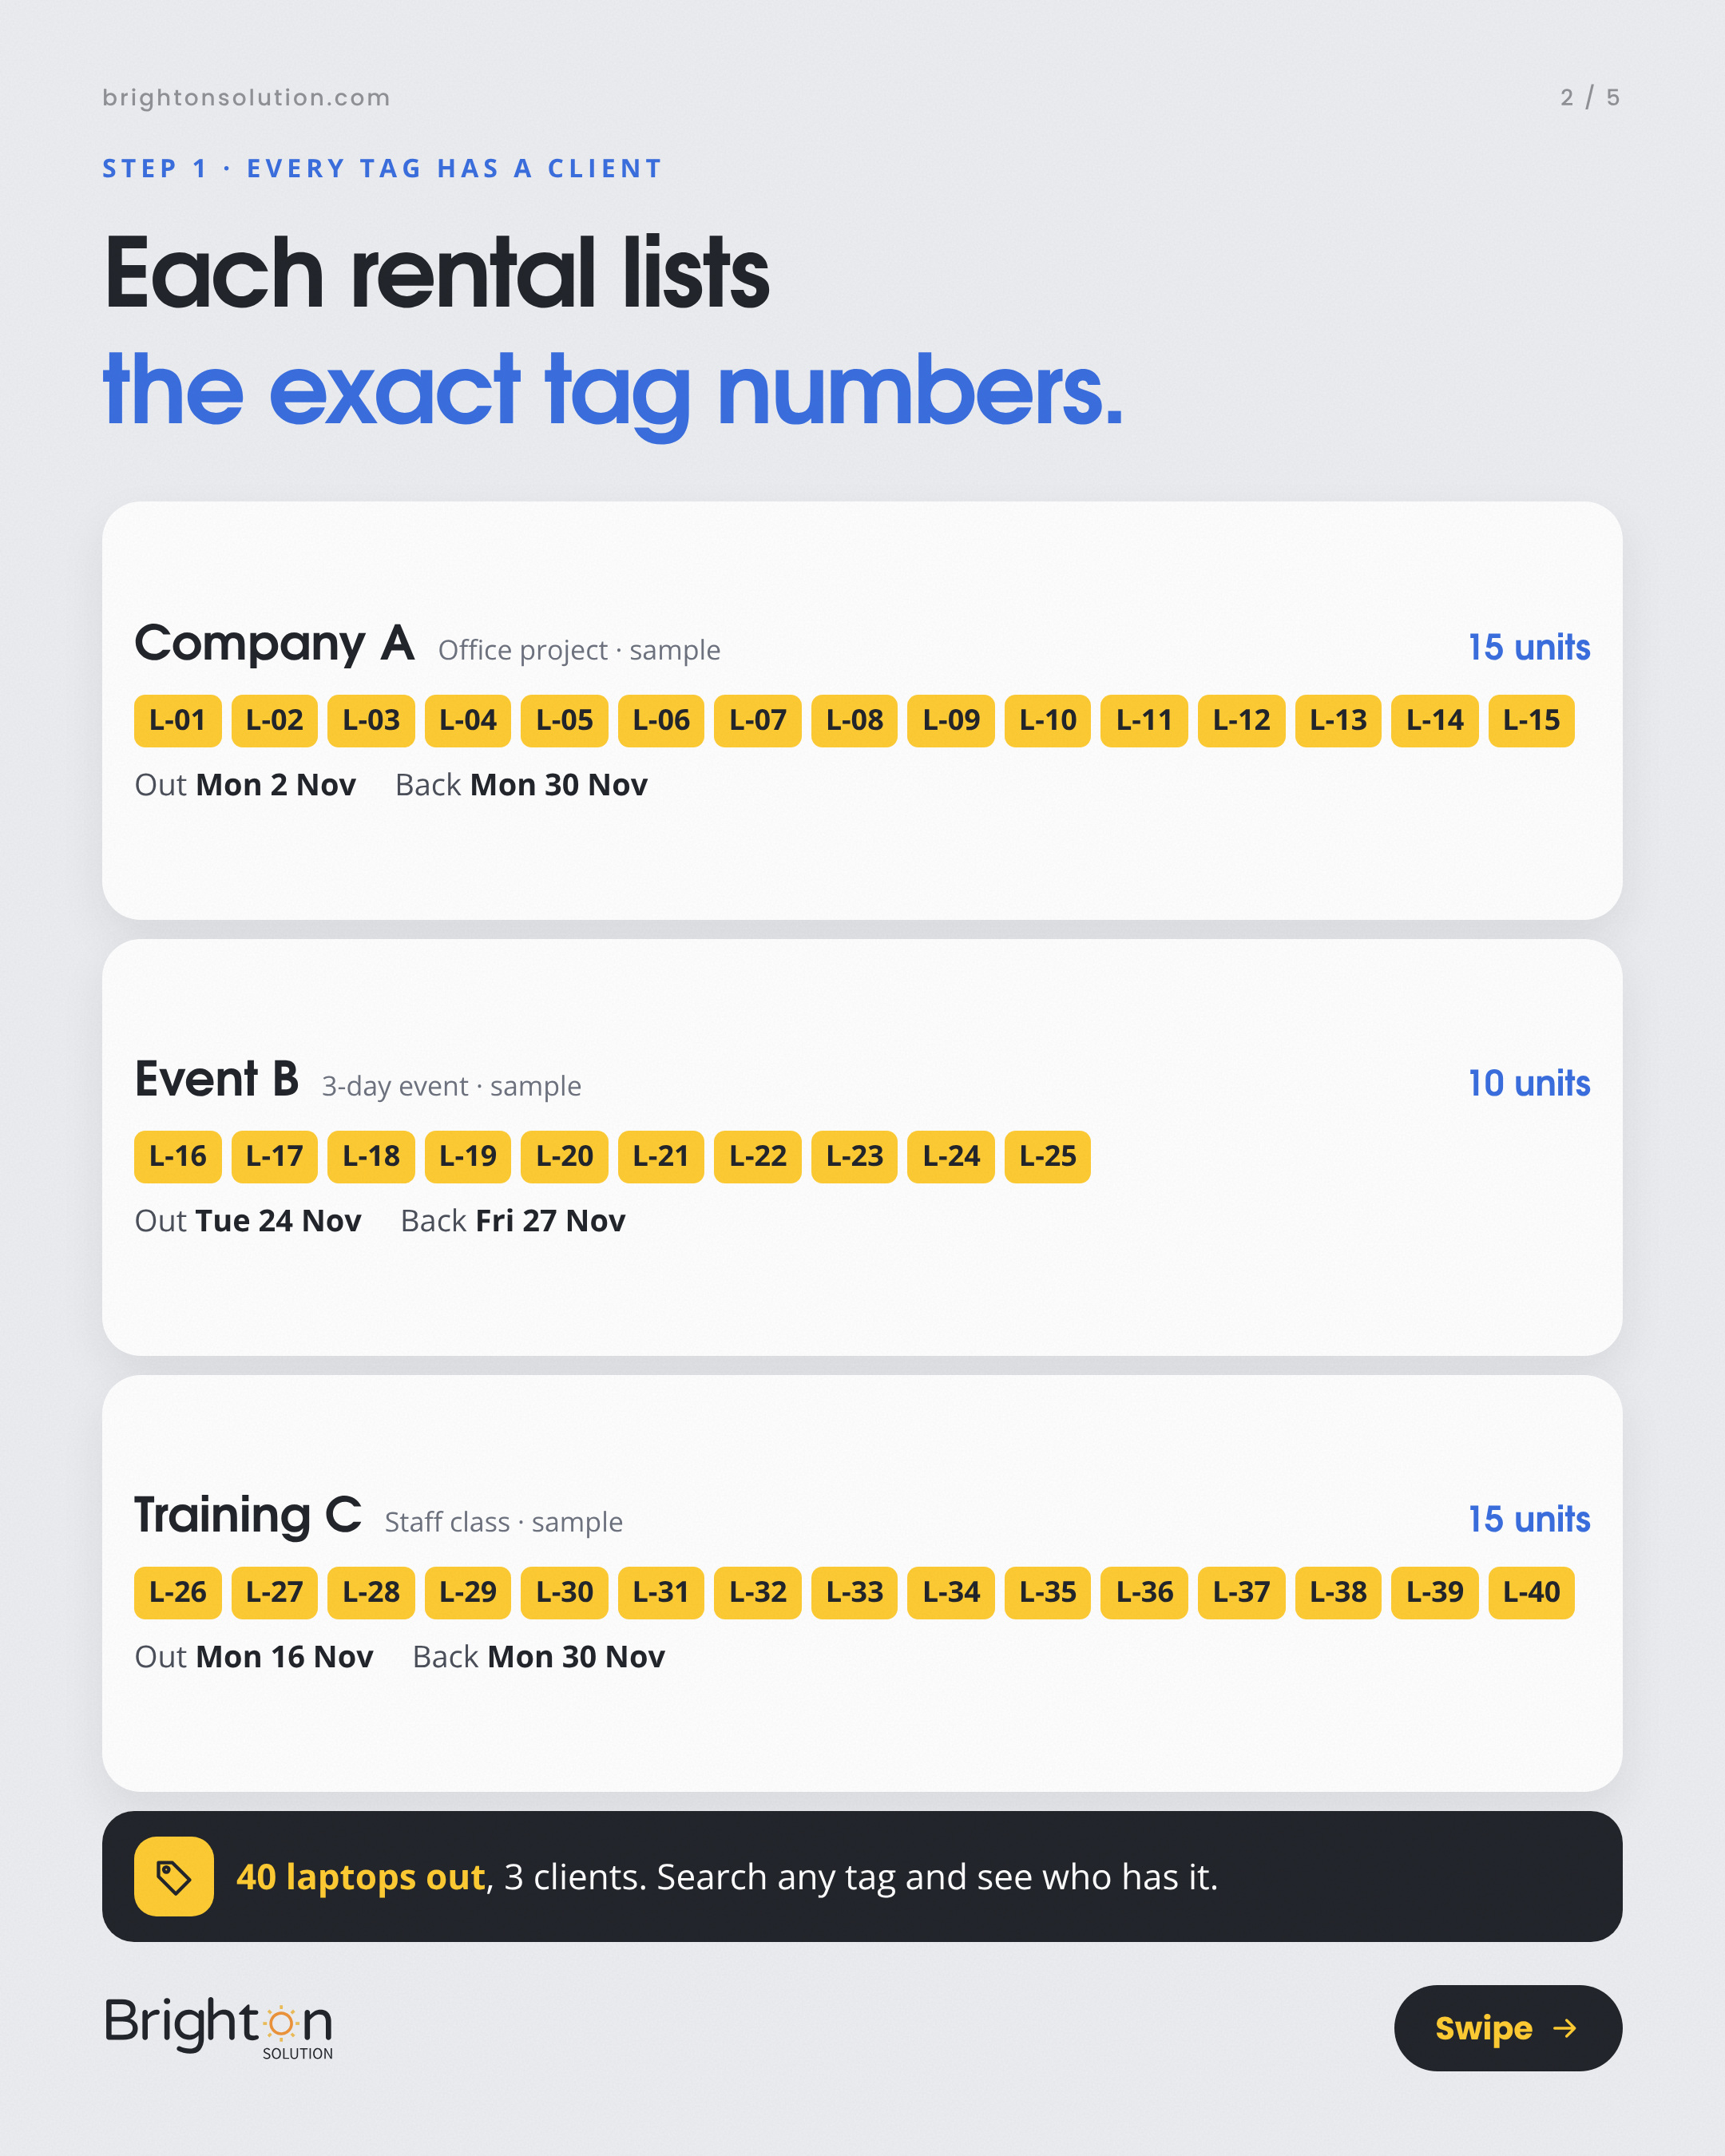 brightonsolution.com
2 / 5
STEP 1 · EVERY TAG HAS A CLIENT
Each rental lists
the exact tag numbers.
Company A Office project · sample 15 units
L-01 L-02 L-03 L-04 L-05 L-06 L-07 L-08 L-09 L-10 L-11 L-12 L-13 L-14 L-15
Out Mon 2 Nov Back Mon 30 Nov
Event B 3-day event · sample 10 units
L-16 L-17 L-18 L-19 L-20 L-21 L-22 L-23 L-24 L-25
Out Tue 24 Nov Back Fri 27 Nov
Training C Staff class · sample 15 units
L-26 L-27 L-28 L-29 L-30 L-31 L-32 L-33 L-34 L-35 L-36 L-37 L-38 L-39 L-40
Out Mon 16 Nov Back Mon 30 Nov
40 laptops out, 3 clients. Search any tag and see who has it.
Brighton
SOLUTION
Swipe →